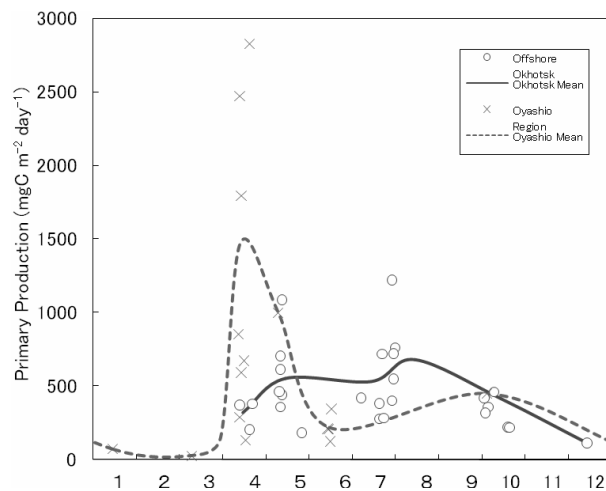 3000
2500
2000
1500
1000
500
0
Primary Production (mgC m⁻² day⁻¹)
Offshore
Okhotsk
Okhotsk Mean
Oyashio
Region
Oyashio Mean
1 2 3 4 5 6 7 8 9 10 11 12